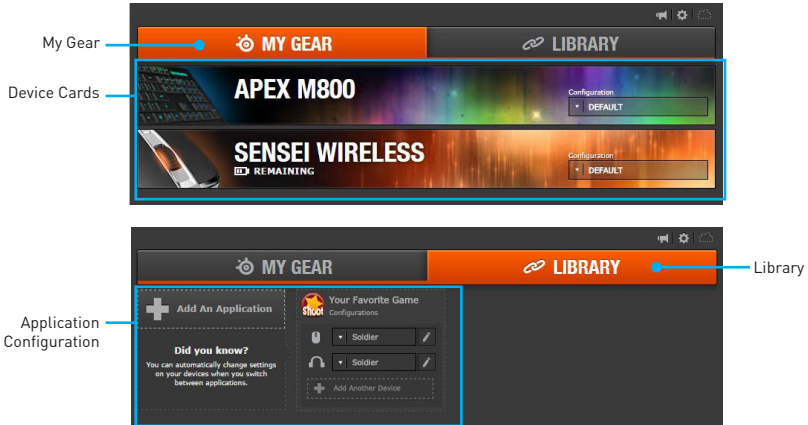 My Gear
MY GEAR
LIBRARY
Device Cards
APEX M800
Configuration
DEFAULT
SENSEI WIRELESS
REMAINING
Configuration
DEFAULT
MY GEAR
LIBRARY
Library
Application
Configuration
Add An Application
Did you know?
You can automatically change settings
on your devices when you switch
between applications.
shoot
Your Favorite Game
Configurations
Soldier
Soldier
Add Another Device